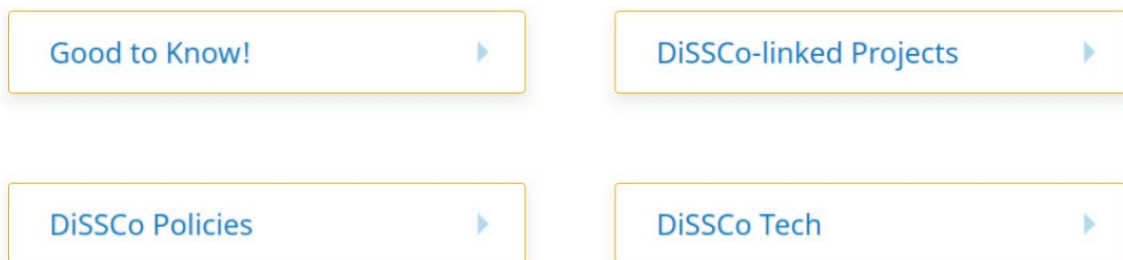 Good to Know!
DiSSCo-linked Projects
DiSSCo Policies
DiSSCo Tech